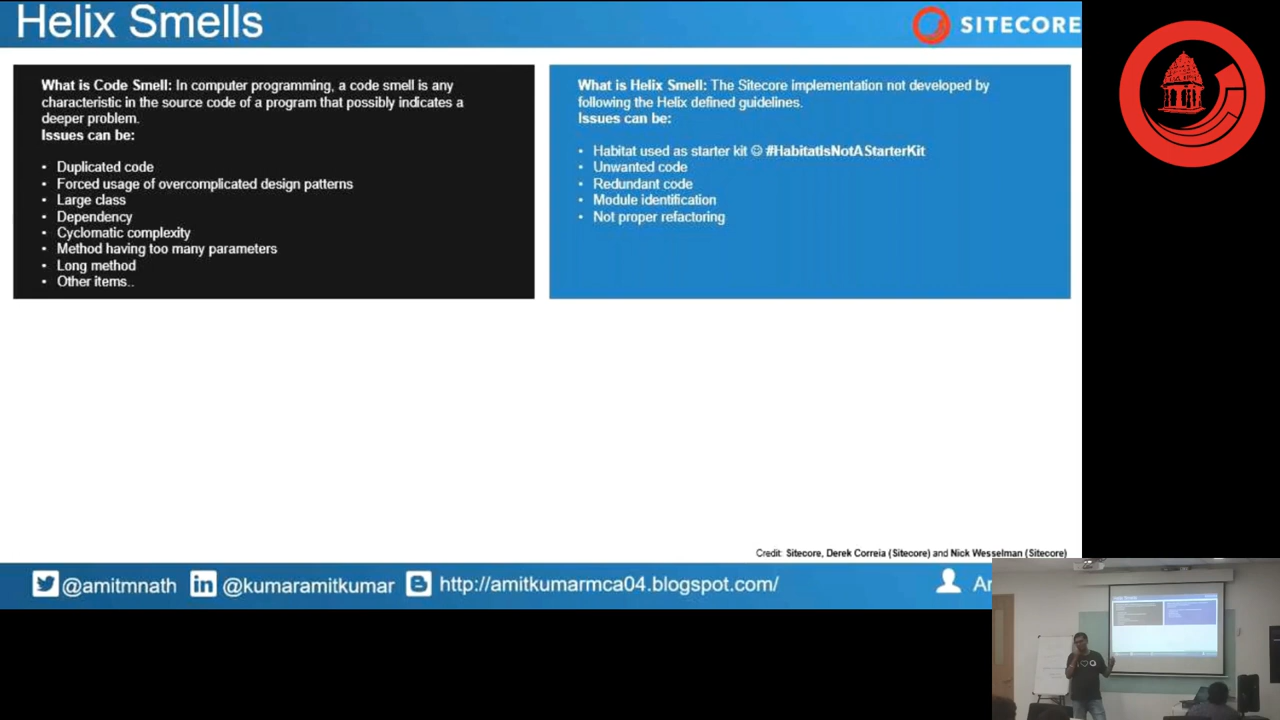 Helix Smells
SITECORE
What is Code Smell: In computer programming, a code smell is any
characteristic in the source code of a program that possibly indicates a
deeper problem.
Issues can be:
• Duplicated code
• Forced usage of overcomplicated design patterns
• Large class
• Dependency
• Cyclomatic complexity
• Method having too many parameters
• Long method
• Other items..
What is Helix Smell: The Sitecore implementation not developed by
following the Helix defined guidelines.
Issues can be:
• Habitat used as starter kit ☺ #HabitatIsNotAStarterKit
• Unwanted code
• Redundant code
• Module identification
• Not proper refactoring
Credit: Sitecore, Derek Correia (Sitecore) and Nick Wesselman (Sitecore)
@amitmnath @kumaramitkumar http://amitkumarmca04.blogspot.com/